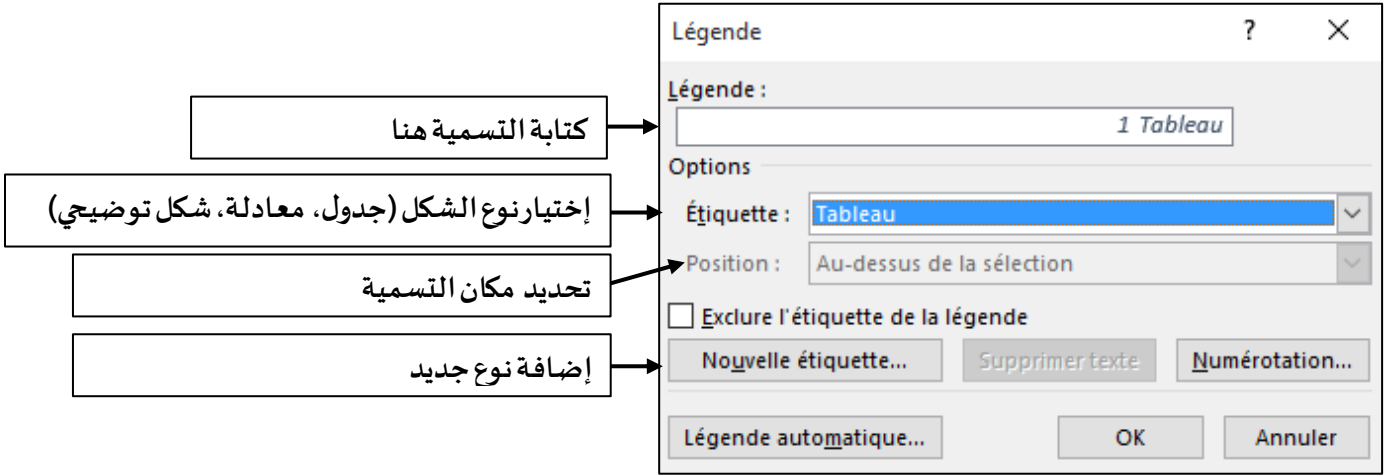 Légende ? ×
Légende :
كتابة التسمية هنا
1 Tableau
Options
إختيار نوع الشكل (جدول، معادلة، شكل توضيحي)
Étiquette : Tableau
تحديد مكان التسمية
Position : Au-dessus de la sélection
Exclure l'étiquette de la légende
إضافة نوع جديد
Nouvelle étiquette... Supprimer texte Numérotation...
Légende automatique... OK Annuler